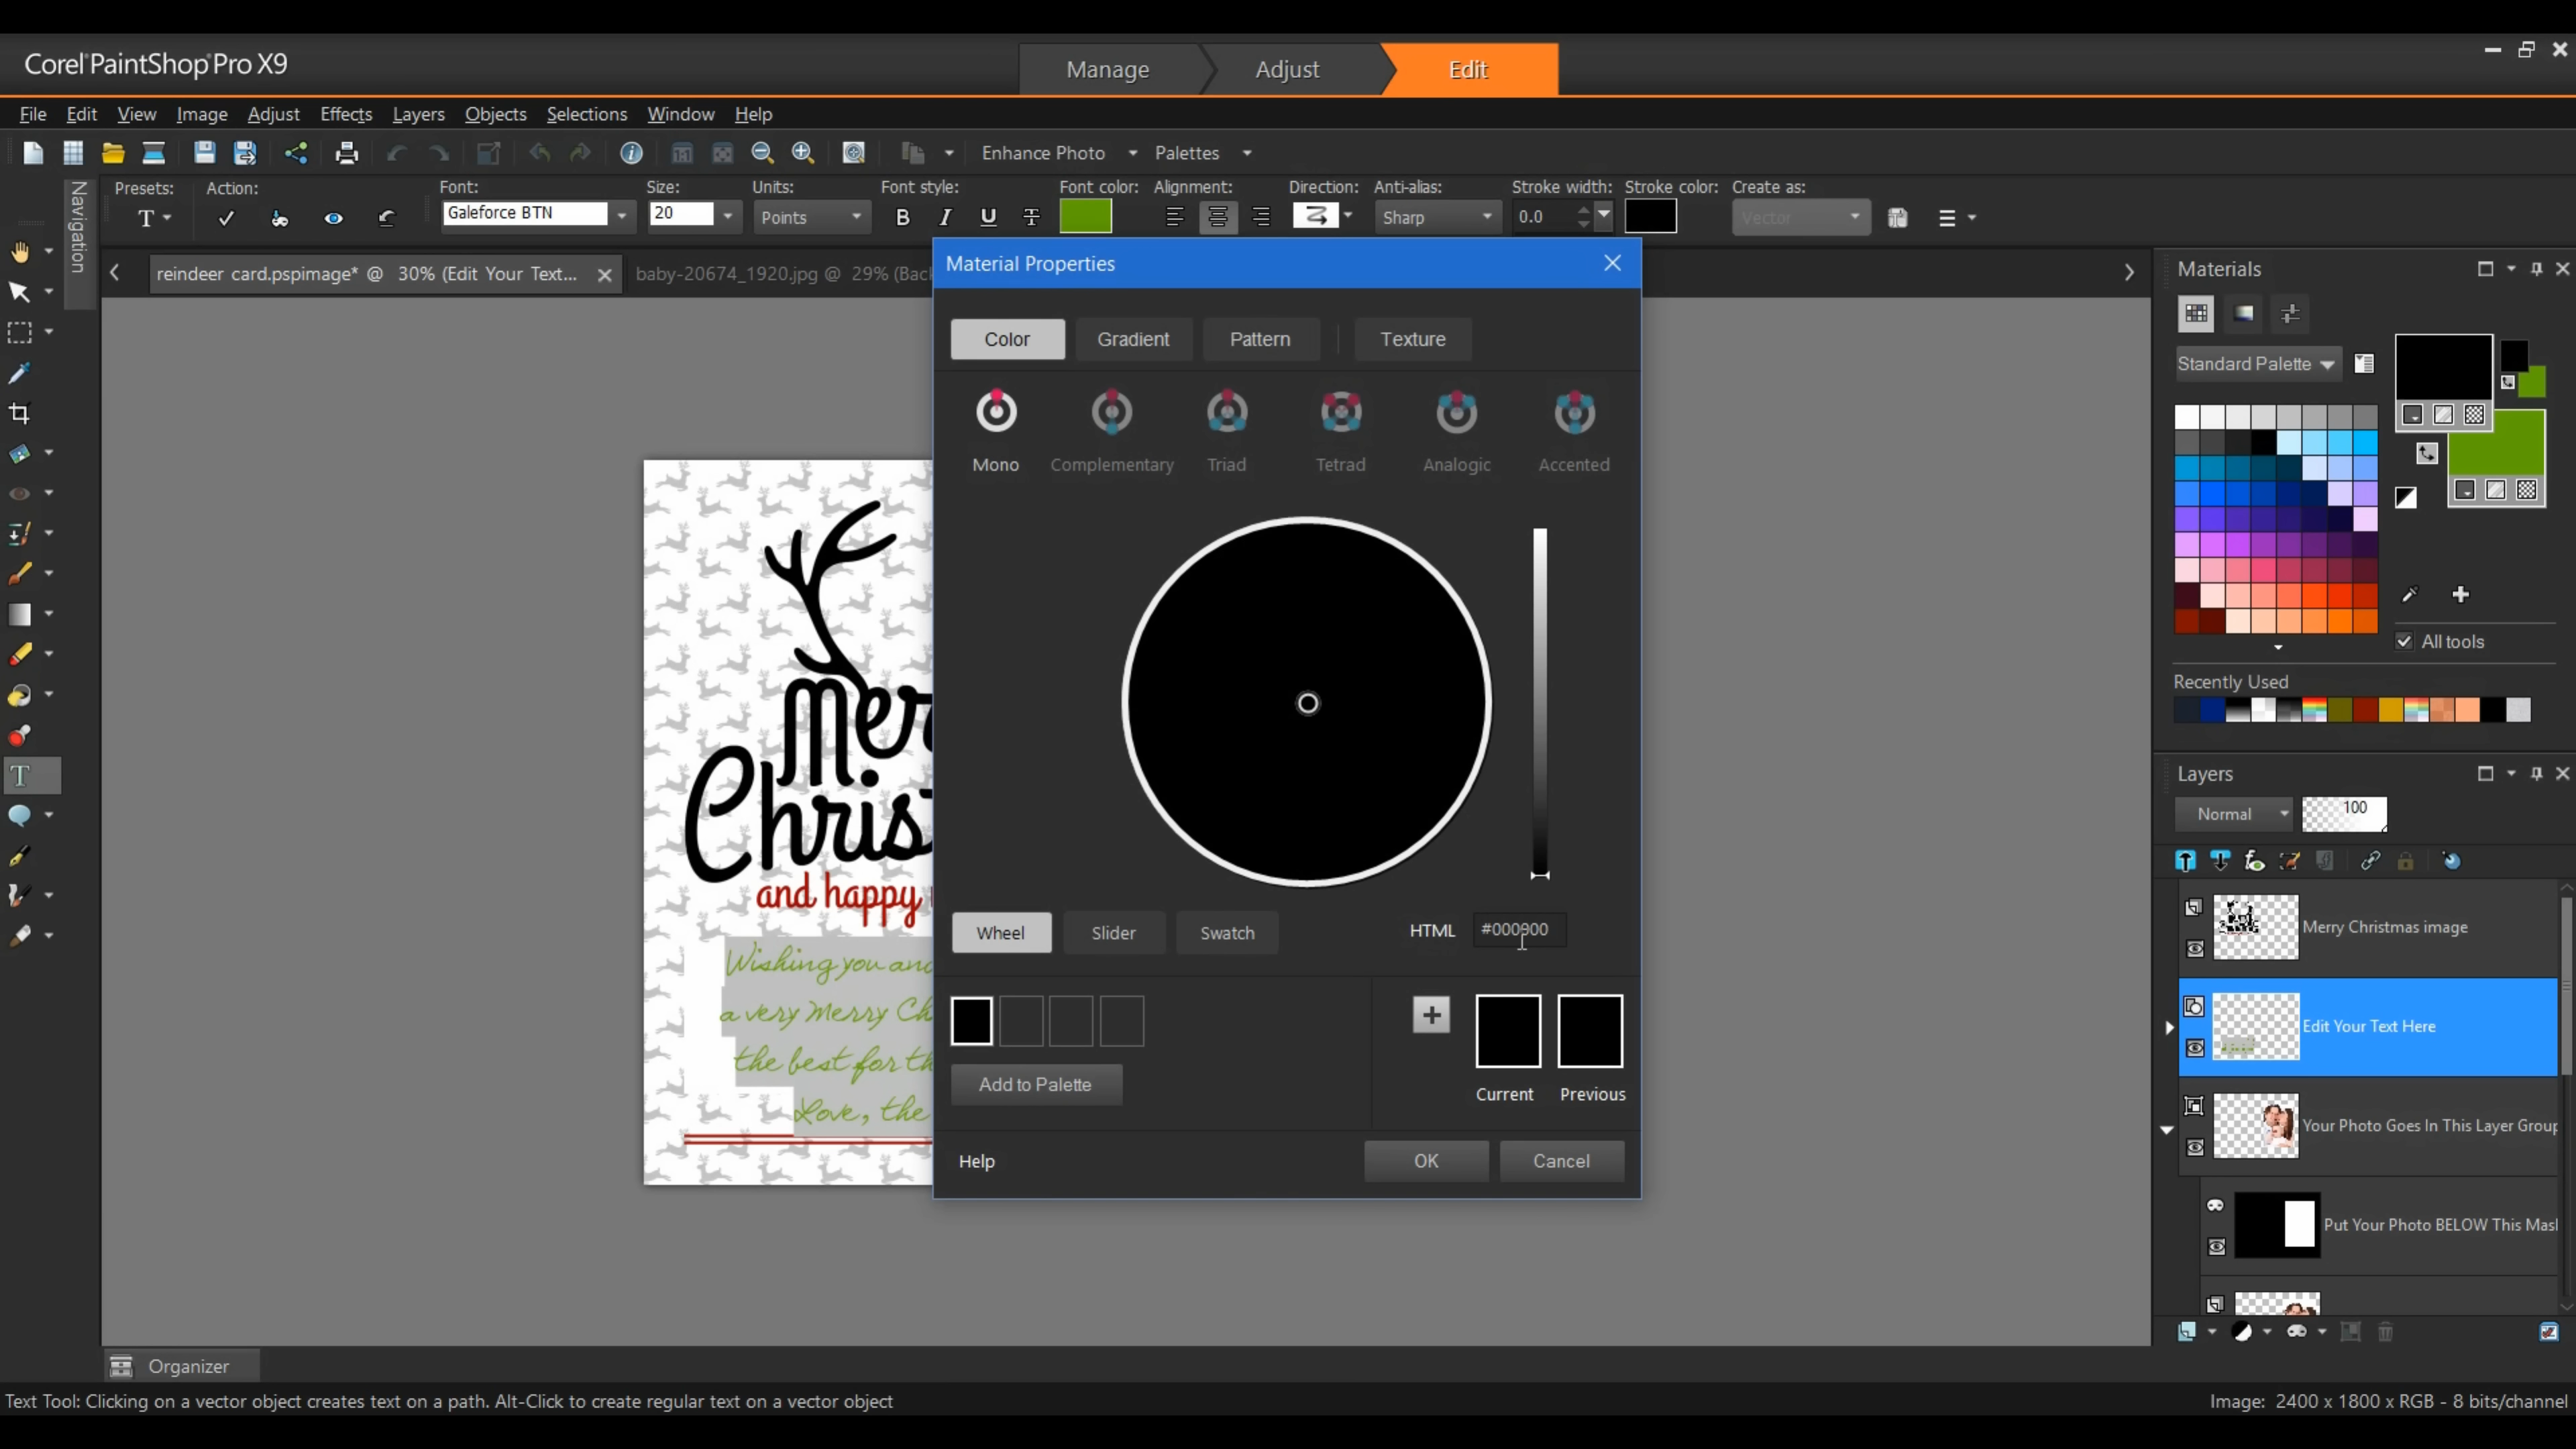 Corel PaintShop Pro X9
Manage
Adjust
Edit
File Edit View Image Adjust Effects Layers Objects Selections Window Help
Enhance Photo
Palettes
Navigation
Presets:
Action:
Font:
Size:
Units:
Font style:
Font color:
Alignment:
Direction:
Anti-alias:
Stroke width:
Stroke color:
Create as:
T
Galeforce BTN
20
Points
B I U T
Sharp
0.0
Vector
reindeer card.pspimage* @ 30% (Edit Your Text...
baby-20674_1920.jpg @ 29% (Back
Material Properties
Color
Gradient
Pattern
Texture
Mono
Complementary
Triad
Tetrad
Analogic
Accented
Wheel
Slider
Swatch
HTML
#000000
Add to Palette
Current
Previous
Help
OK
Cancel
Merr
Christ
and happy
Wishing you and
a very Merry Ch
the best for th
Love, the
Materials
Standard Palette
All tools
Recently Used
Layers
Normal
100
Merry Christmas image
Edit Your Text Here
Your Photo Goes In This Layer Group
Put Your Photo BELOW This Mas
Organizer
Text Tool: Clicking on a vector object creates text on a path. Alt-Click to create regular text on a vector object
Image: 2400 x 1800 x RGB - 8 bits/channel